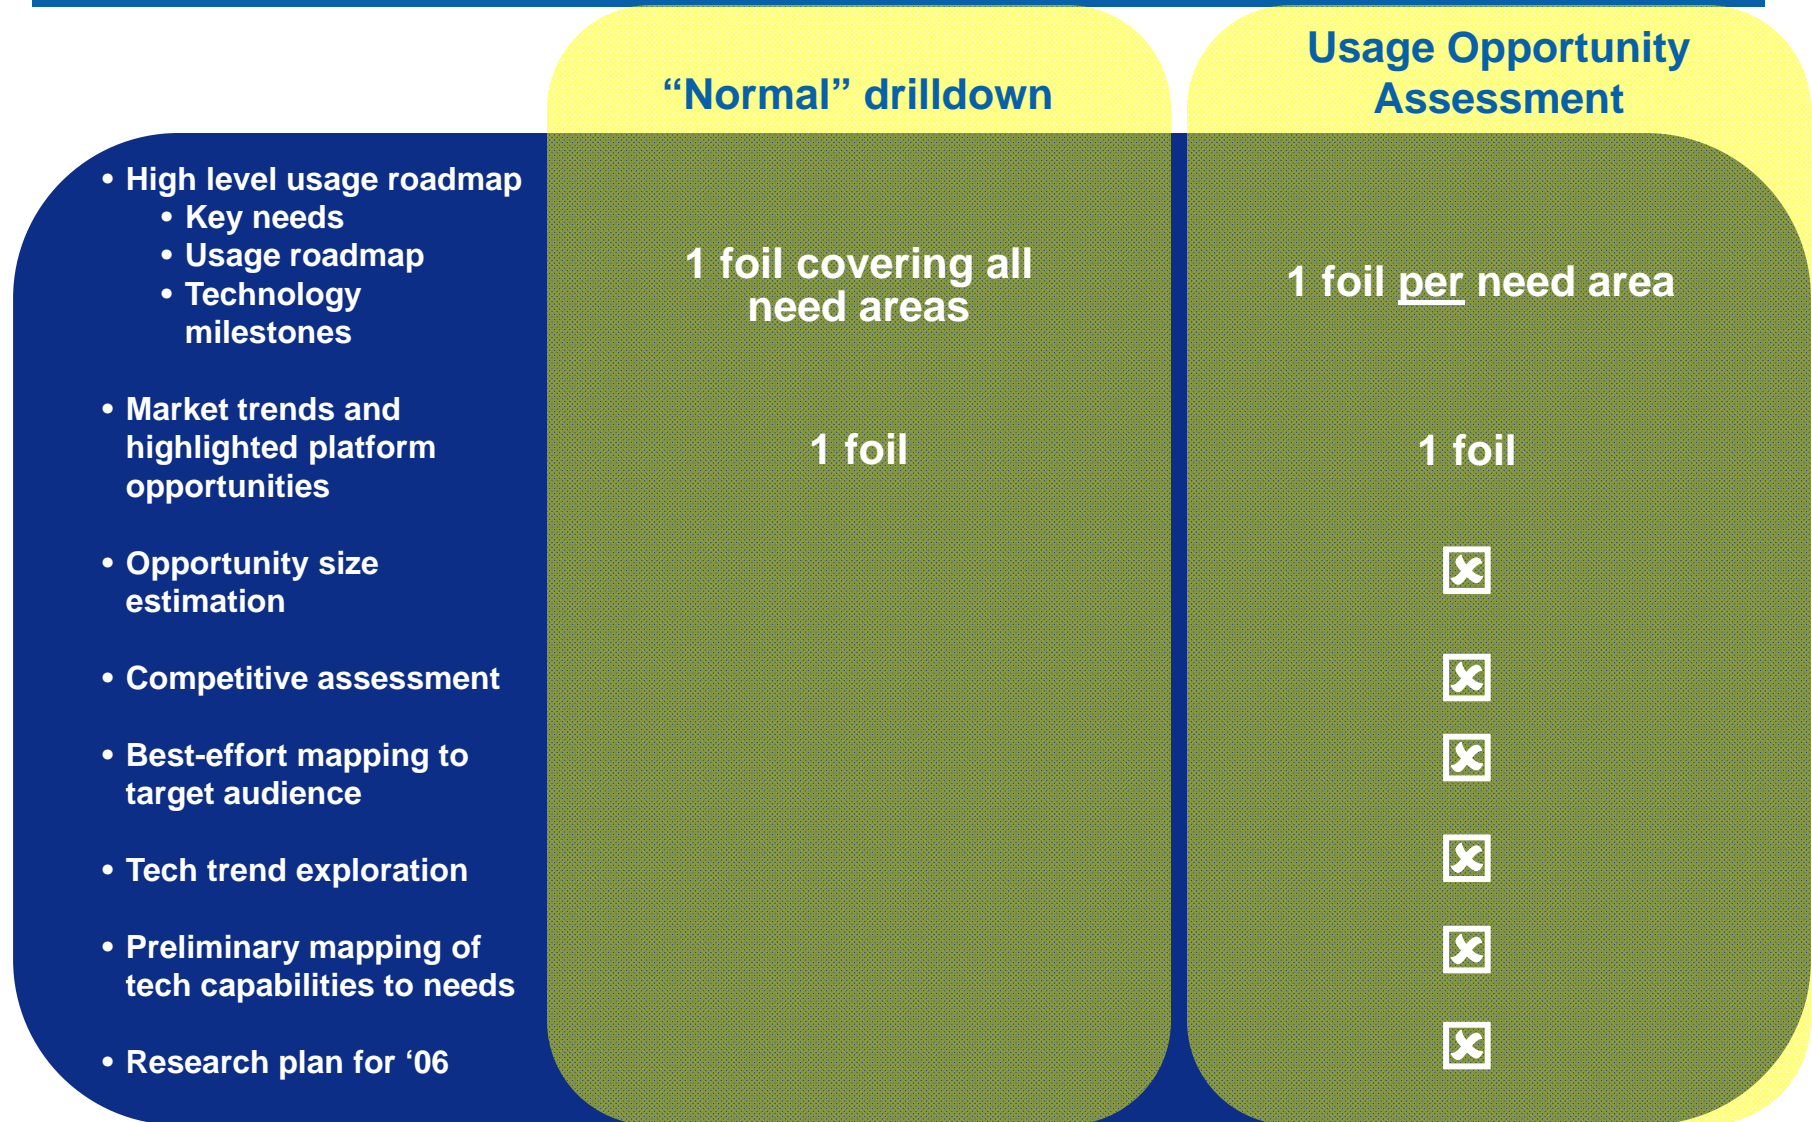 “Normal” drilldown
Usage Opportunity
Assessment
• High level usage roadmap
• Key needs
• Usage roadmap
• Technology
milestones
1 foil covering all
need areas
1 foil per need area
• Market trends and
highlighted platform
opportunities
1 foil
1 foil
• Opportunity size
estimation
• Competitive assessment
• Best-effort mapping to
target audience
• Tech trend exploration
• Preliminary mapping of
tech capabilities to needs
• Research plan for ‘06